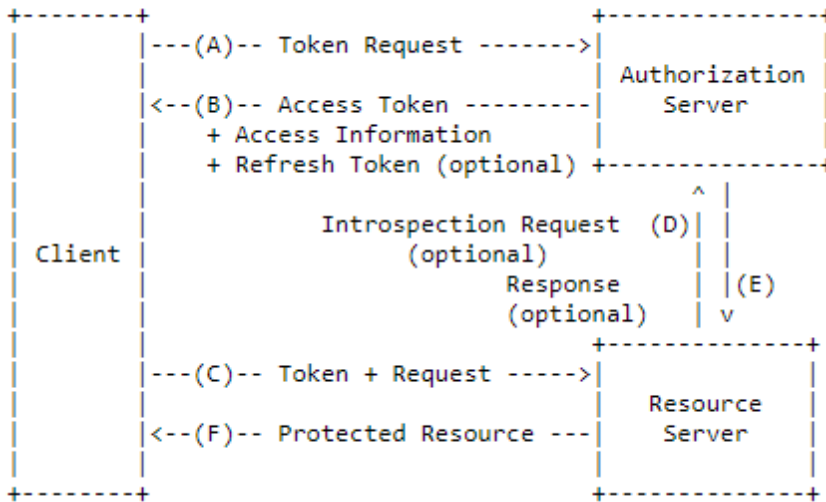 +--------+                               +---------------+
|        |---(A)-- Token Request ------->|               |
|        |                               | Authorization |
|        |<--(B)-- Access Token ---------|    Server     |
|        |    + Access Information       |               |
|        |    + Refresh Token (optional) +---------------+
|        |                                      ^ |
|        |            Introspection Request  (D)| |
| Client |                  (optional)          | |
|        |                         Response     | |(E)
|        |                         (optional)   | v
|        |                               +--------------+
|        |---(C)-- Token + Request ----->|              |
|        |                               |   Resource   |
|        |<--(F)-- Protected Resource ---|    Server    |
|        |                               |              |
+--------+                               +--------------+